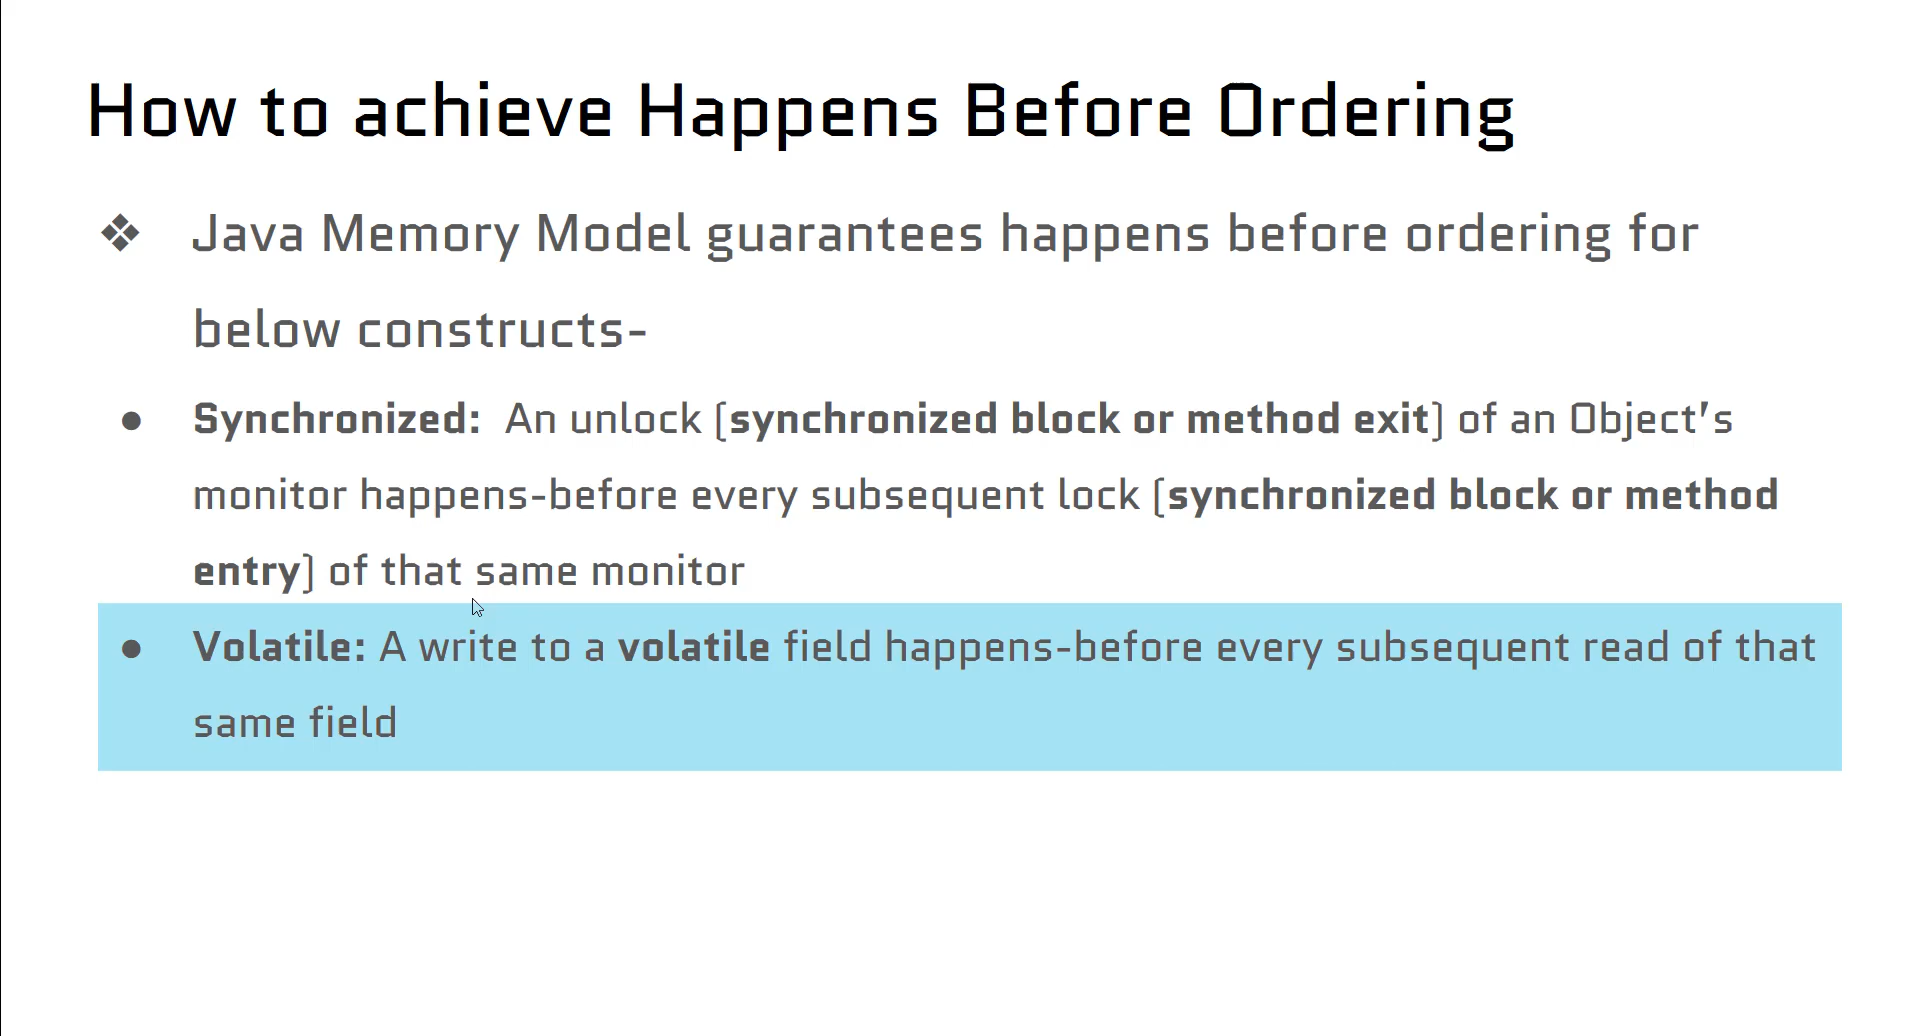 How to achieve Happens Before Ordering
❖ Java Memory Model guarantees happens before ordering for
below constructs-
● Synchronized: An unlock (synchronized block or method exit) of an Object's
monitor happens-before every subsequent lock (synchronized block or method
entry) of that same monitor
● Volatile: A write to a volatile field happens-before every subsequent read of that
same field